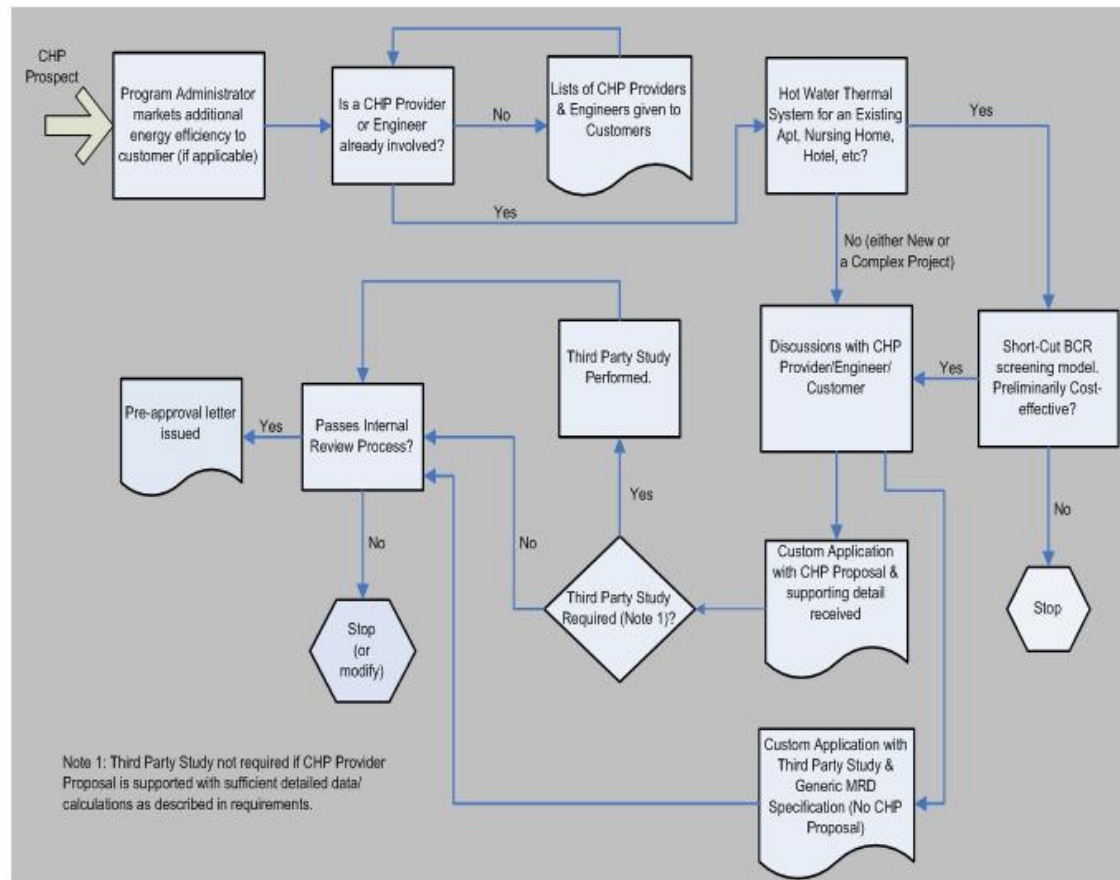 CHP
Prospect
Program Administrator
markets additional
energy efficiency to
customer (if applicable)
Is a CHP Provider
or Engineer
already involved?
No
Yes
Lists of CHP Providers
& Engineers given to
Customers
Hot Water Thermal
System for an Existing
Apt, Nursing Home,
Hotel, etc?
Yes
No (either New or
a Complex Project)
Short-Cut BCR
screening model.
Preliminarily Cost-
effective?
Yes
No
Stop
Discussions with CHP
Provider/Engineer/
Customer
Third Party Study
Performed.
Passes Internal
Review Process?
Yes
Pre-approval letter
issued
No
Stop
(or
modify)
Yes
No
Third Party Study
Required (Note 1)?
Custom Application
with CHP Proposal &
supporting detail
received
Custom Application with
Third Party Study &
Generic MRD
Specification (No CHP
Proposal)
Note 1: Third Party Study not required if CHP Provider
Proposal is supported with sufficient detailed data/
calculations as described in requirements.